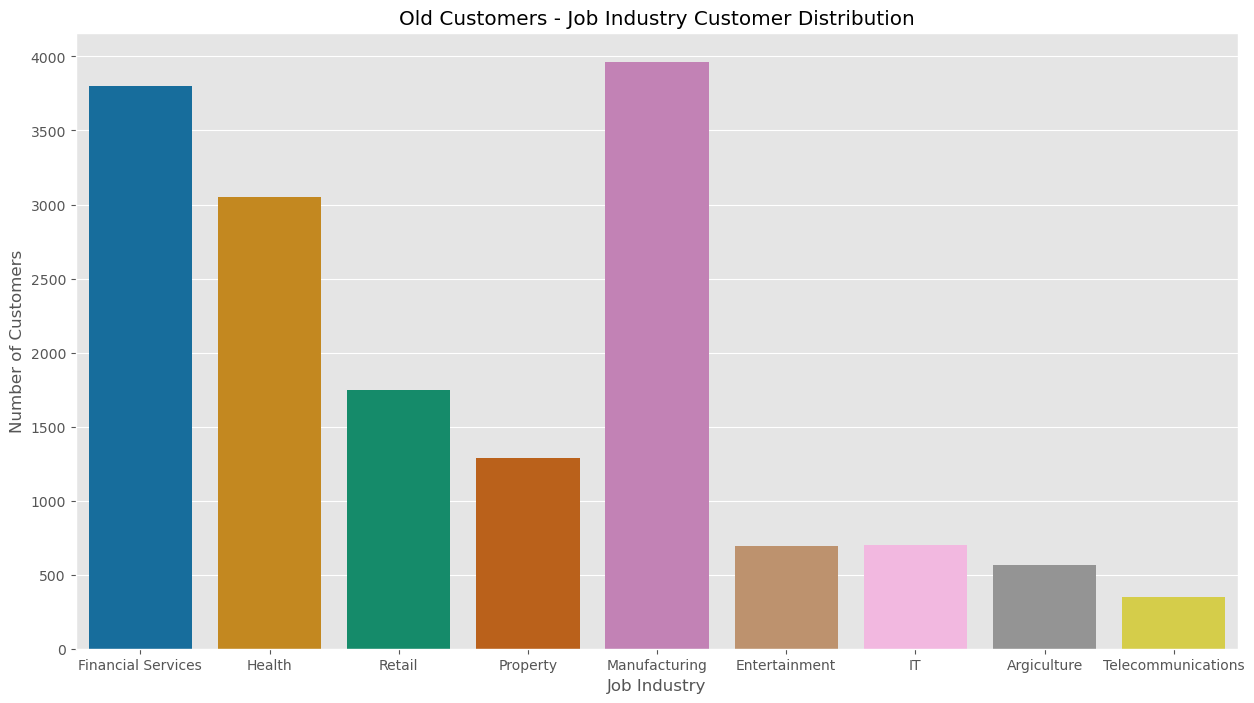 Old Customers - Job Industry Customer Distribution
Number of Customers
4000
3500
3000
2500
2000
1500
1000
500
0
Financial Services Health Retail Property Manufacturing Entertainment IT Argiculture Telecommunications
Job Industry